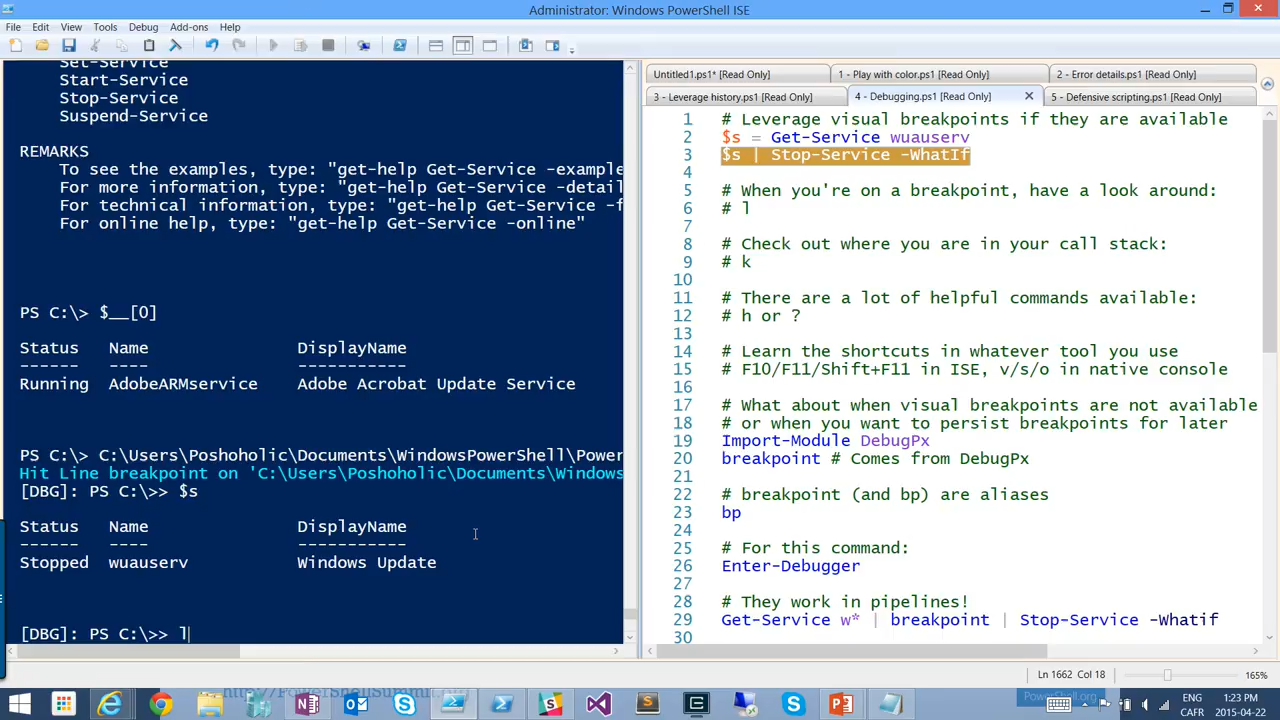 Administrator: Windows PowerShell ISE
File Edit View Tools Debug Add-ons Help
Set-Service
Start-Service
Stop-Service
Suspend-Service
REMARKS
To see the examples, type: "get-help Get-Service -example
For more information, type: "get-help Get-Service -detail
For technical information, type: "get-help Get-Service -f
For online help, type: "get-help Get-Service -online"
PS C:\> $__[0]
Status Name DisplayName
------ ---- -----------
Running AdobeARMservice Adobe Acrobat Update Service
PS C:\> C:\Users\Poshoholic\Documents\WindowsPowerShell\Power
Hit Line breakpoint on 'C:\Users\Poshoholic\Documents\Windows
[DBG]: PS C:\>> $s
Status Name DisplayName
------ ---- -----------
Stopped wuauserv Windows Update
[DBG]: PS C:\>> l
Untitled1.ps1* [Read Only] 1 - Play with color.ps1 [Read Only] 2 - Error details.ps1 [Read Only]
3 - Leverage history.ps1 [Read Only] 4 - Debugging.ps1 [Read Only] 5 - Defensive scripting.ps1 [Read Only]
1 # Leverage visual breakpoints if they are available
2 $s = Get-Service wuauserv
3 $s | Stop-Service -WhatIf
4
5 # When you're on a breakpoint, have a look around:
6 # l
7
8 # Check out where you are in your call stack:
9 # k
10
11 # There are a lot of helpful commands available:
12 # h or ?
13
14 # Learn the shortcuts in whatever tool you use
15 # F10/F11/Shift+F11 in ISE, v/s/o in native console
16
17 # What about when visual breakpoints are not available
18 # or when you want to persist breakpoints for later
19 Import-Module DebugPx
20 breakpoint # Comes from DebugPx
21
22 # breakpoint (and bp) are aliases
23 bp
24
25 # For this command:
26 Enter-Debugger
27
28 # They work in pipelines!
29 Get-Service w* | breakpoint | Stop-Service -Whatif
30
Ln 1662 Col 18 165%
PowerShell.org
ENG 1:23 PM
CAFR 2015-04-22